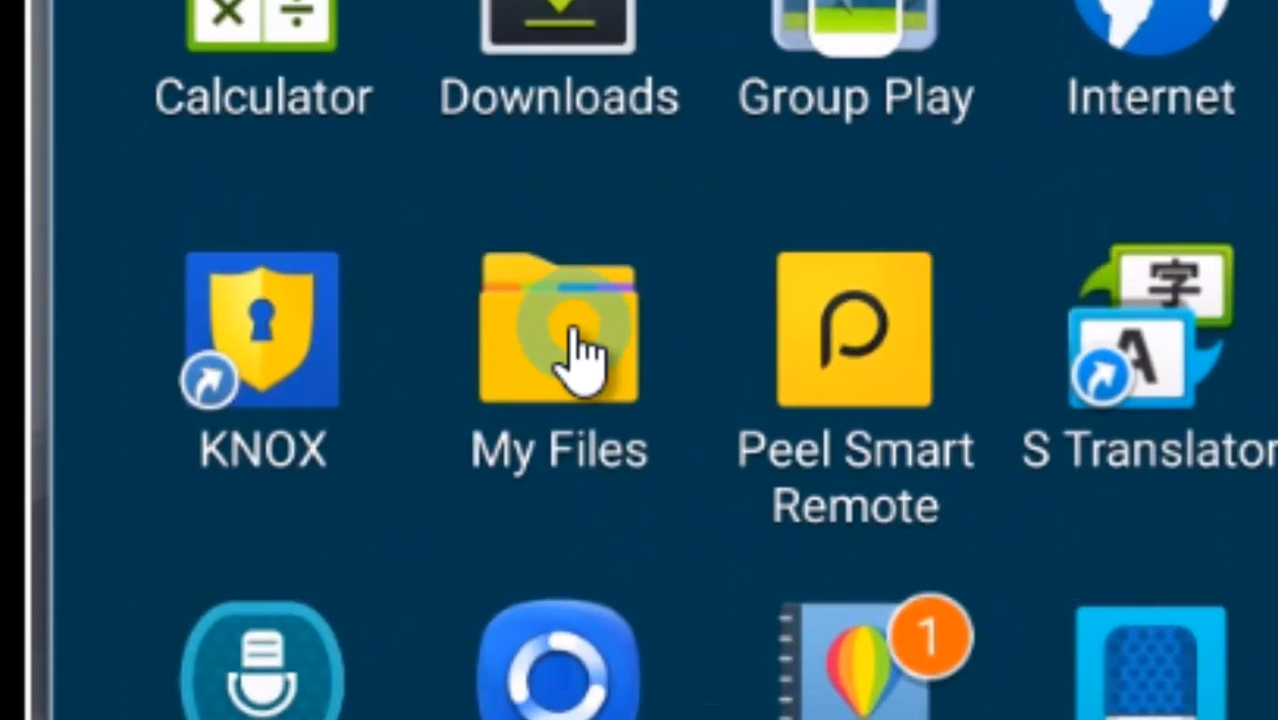 Calculator
Downloads
Group Play
Internet
字
A
KNOX
My Files
Peel Smart
Remote
S Translator
1